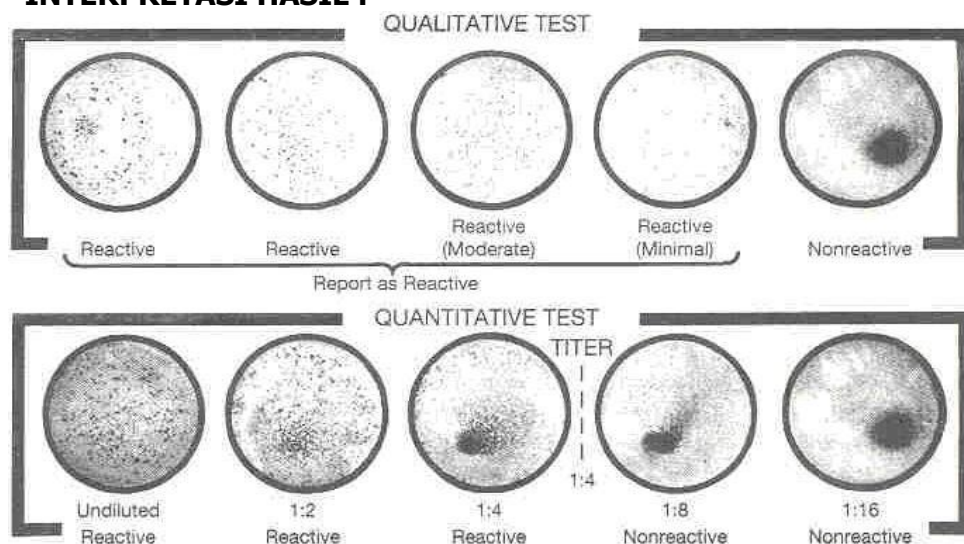 INTERPRETASI HASIL :
QUALITATIVE TEST
Reactive Reactive Reactive (Moderate) Reactive (Minimal) Nonreactive
Report as Reactive
QUANTITATIVE TEST
TITER
1:4
Undiluted 1:2 1:4 1:8 1:16
Reactive Reactive Reactive Nonreactive Nonreactive